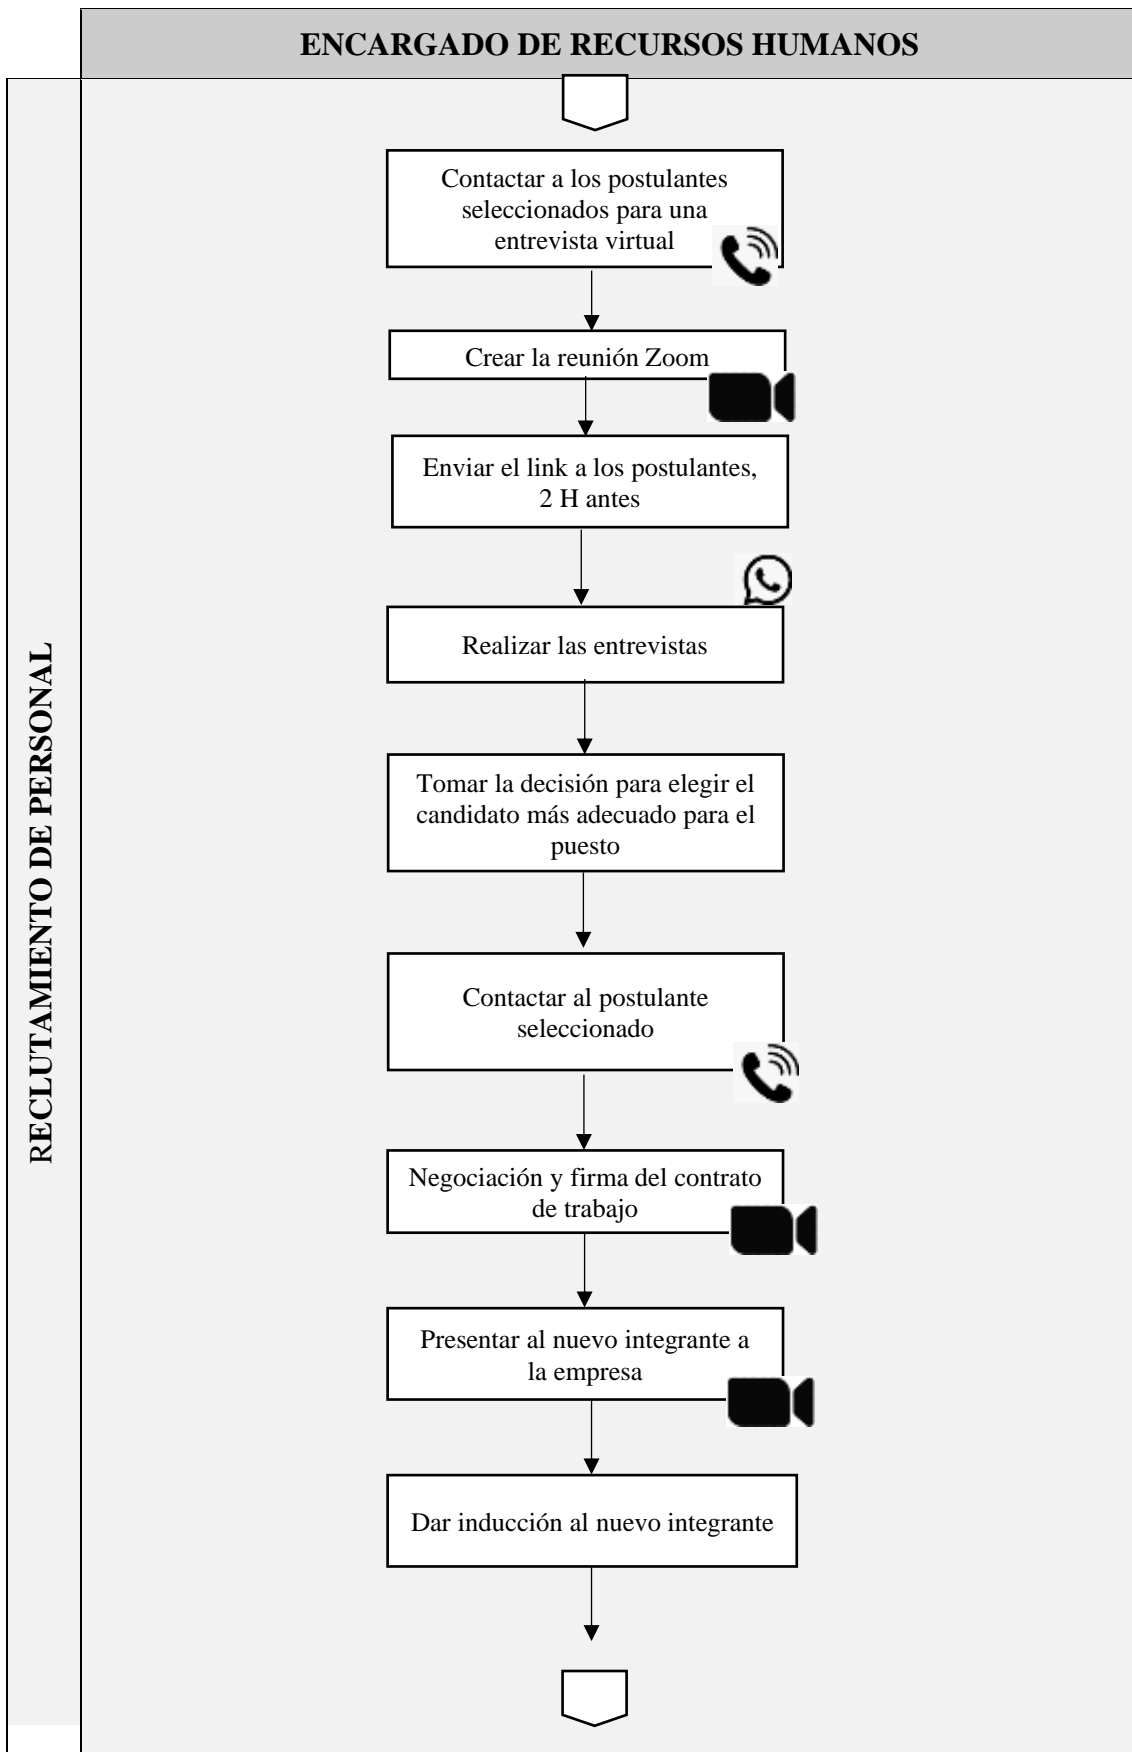 ENCARGADO DE RECURSOS HUMANOS
RECLUTAMIENTO DE PERSONAL
Contactar a los postulantes
seleccionados para una
entrevista virtual
Crear la reunión Zoom
Enviar el link a los postulantes,
2 H antes
Realizar las entrevistas
Tomar la decisión para elegir el
candidato más adecuado para el
puesto
Contactar al postulante
seleccionado
Negociación y firma del contrato
de trabajo
Presentar al nuevo integrante a
la empresa
Dar inducción al nuevo integrante